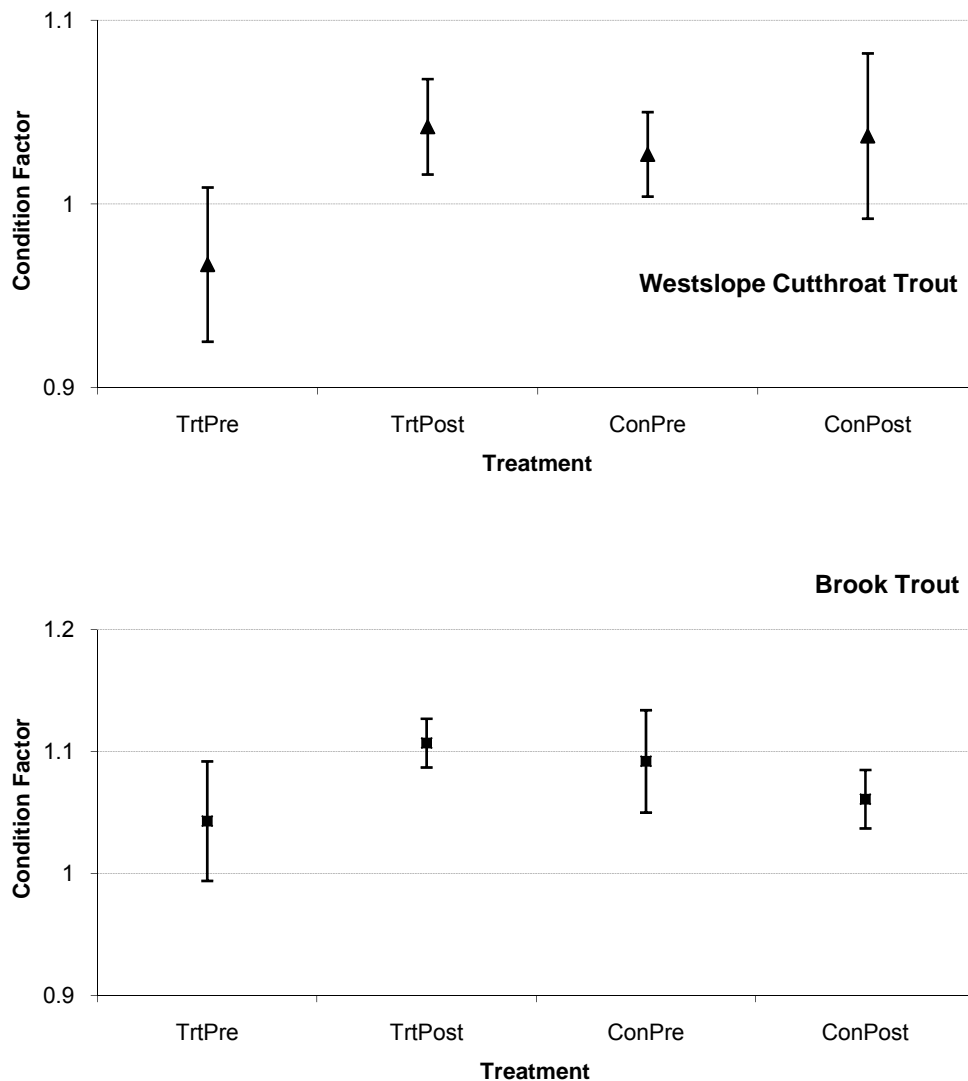 1.1
1
0.9
Condition Factor
Westslope Cutthroat Trout
TrtPre TrtPost ConPre ConPost
Treatment
Brook Trout
1.2
1.1
1
0.9
Condition Factor
TrtPre TrtPost ConPre ConPost
Treatment